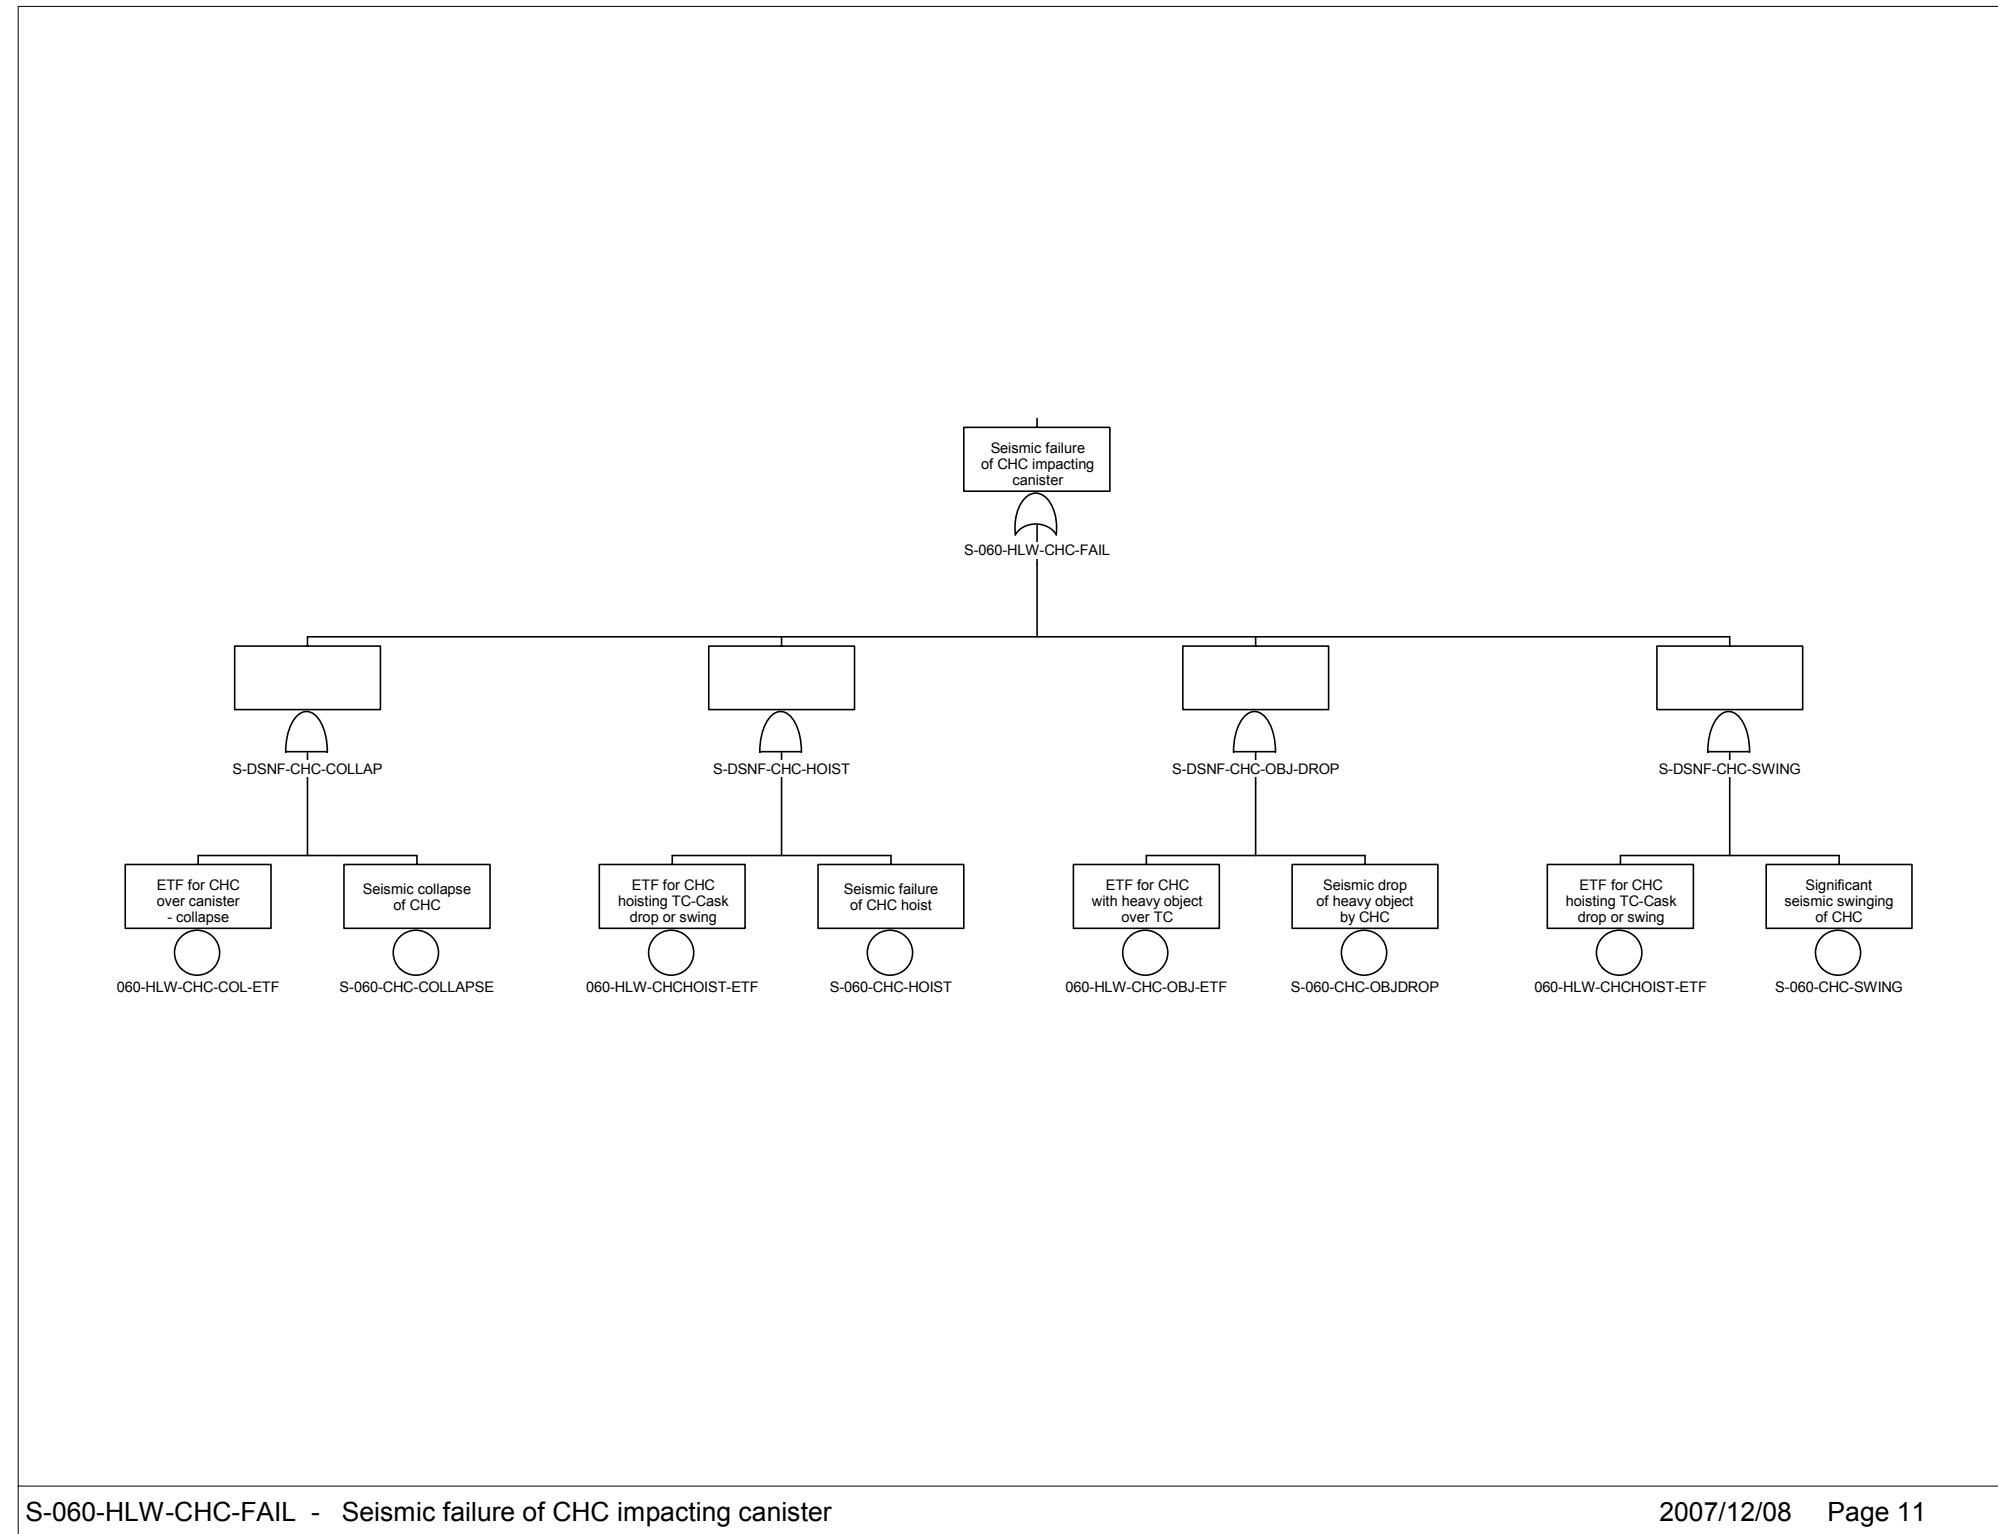 Seismic failure
of CHC impacting
canister
S-060-HLW-CHC-FAIL
S-DSNF-CHC-COLLAP
S-DSNF-CHC-HOIST
S-DSNF-CHC-OBJ-DROP
S-DSNF-CHC-SWING
ETF for CHC
over canister
- collapse
060-HLW-CHC-COL-ETF
Seismic collapse
of CHC
S-060-CHC-COLLAPSE
ETF for CHC
hoisting TC-Cask
drop or swing
060-HLW-CHCHOIST-ETF
Seismic failure
of CHC hoist
S-060-CHC-HOIST
ETF for CHC
with heavy object
over TC
060-HLW-CHC-OBJ-ETF
Seismic drop
of heavy object
by CHC
S-060-CHC-OBJDROP
ETF for CHC
hoisting TC-Cask
drop or swing
060-HLW-CHCHOIST-ETF
Significant
seismic swinging
of CHC
S-060-CHC-SWING
S-060-HLW-CHC-FAIL - Seismic failure of CHC impacting canister 2007/12/08 Page 11